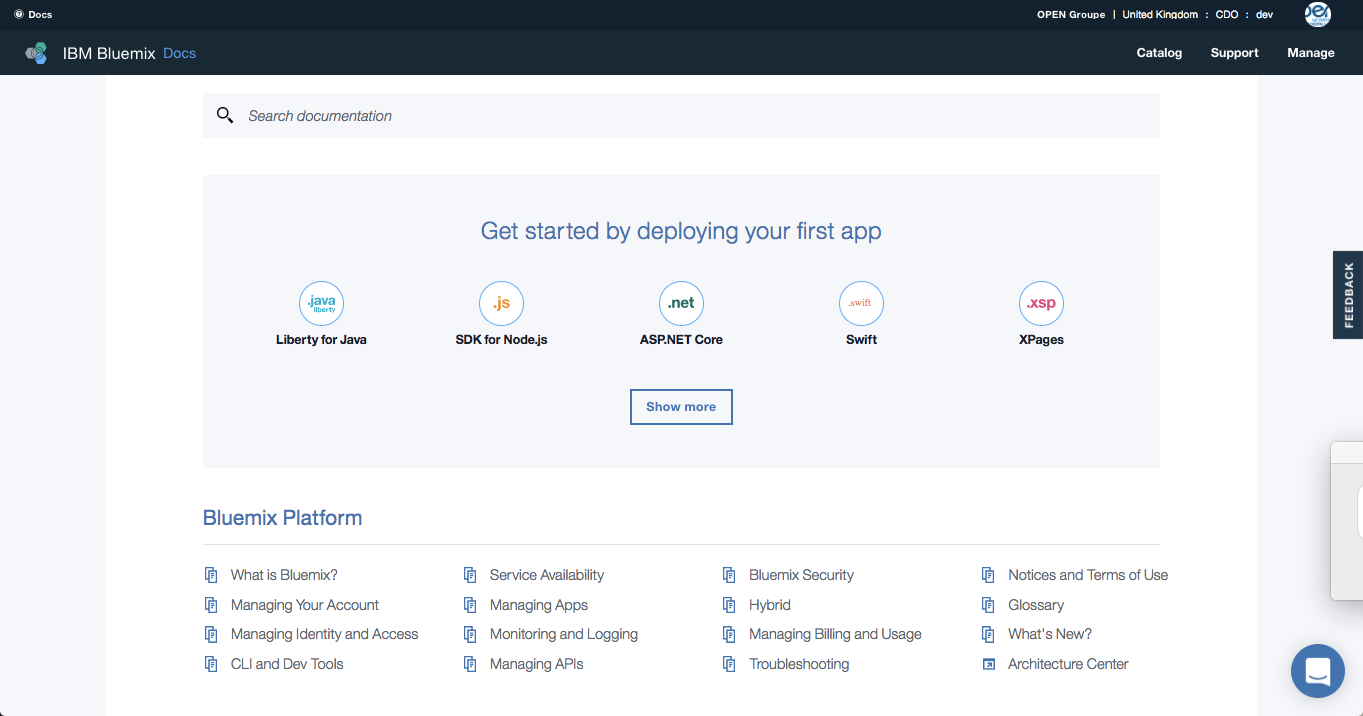 Docs
OPEN Groupe | United Kingdom : CDO : dev
IBM Bluemix Docs
Catalog Support Manage
Search documentation
Get started by deploying your first app
.java liberty
.js
.net
.swift
.xsp
Liberty for Java
SDK for Node.js
ASP.NET Core
Swift
XPages
Show more
FEEDBACK
Bluemix Platform
What is Bluemix?
Service Availability
Bluemix Security
Notices and Terms of Use
Managing Your Account
Managing Apps
Hybrid
Glossary
Managing Identity and Access
Monitoring and Logging
Managing Billing and Usage
What's New?
CLI and Dev Tools
Managing APIs
Troubleshooting
Architecture Center